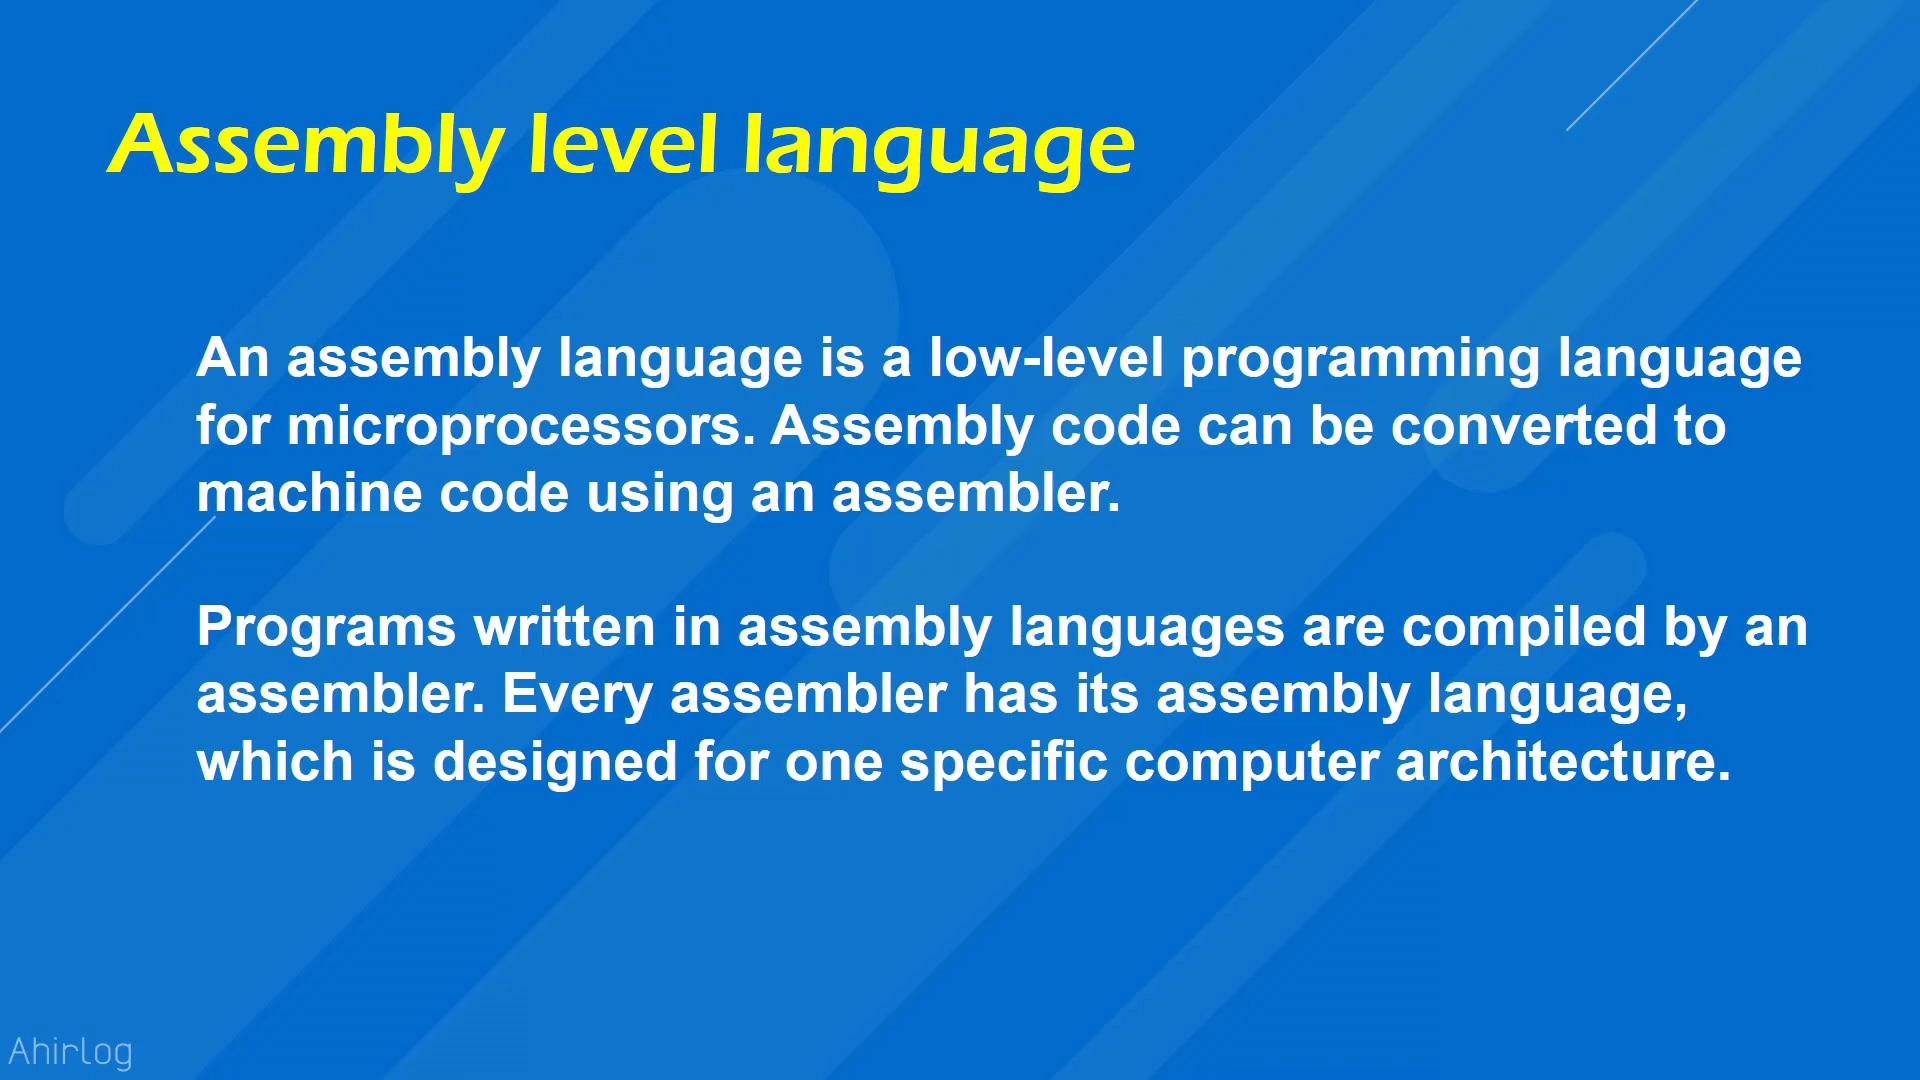 Assembly level language
An assembly language is a low-level programming language
for microprocessors. Assembly code can be converted to
machine code using an assembler.
Programs written in assembly languages are compiled by an
assembler. Every assembler has its assembly language,
which is designed for one specific computer architecture.
Ahirlog